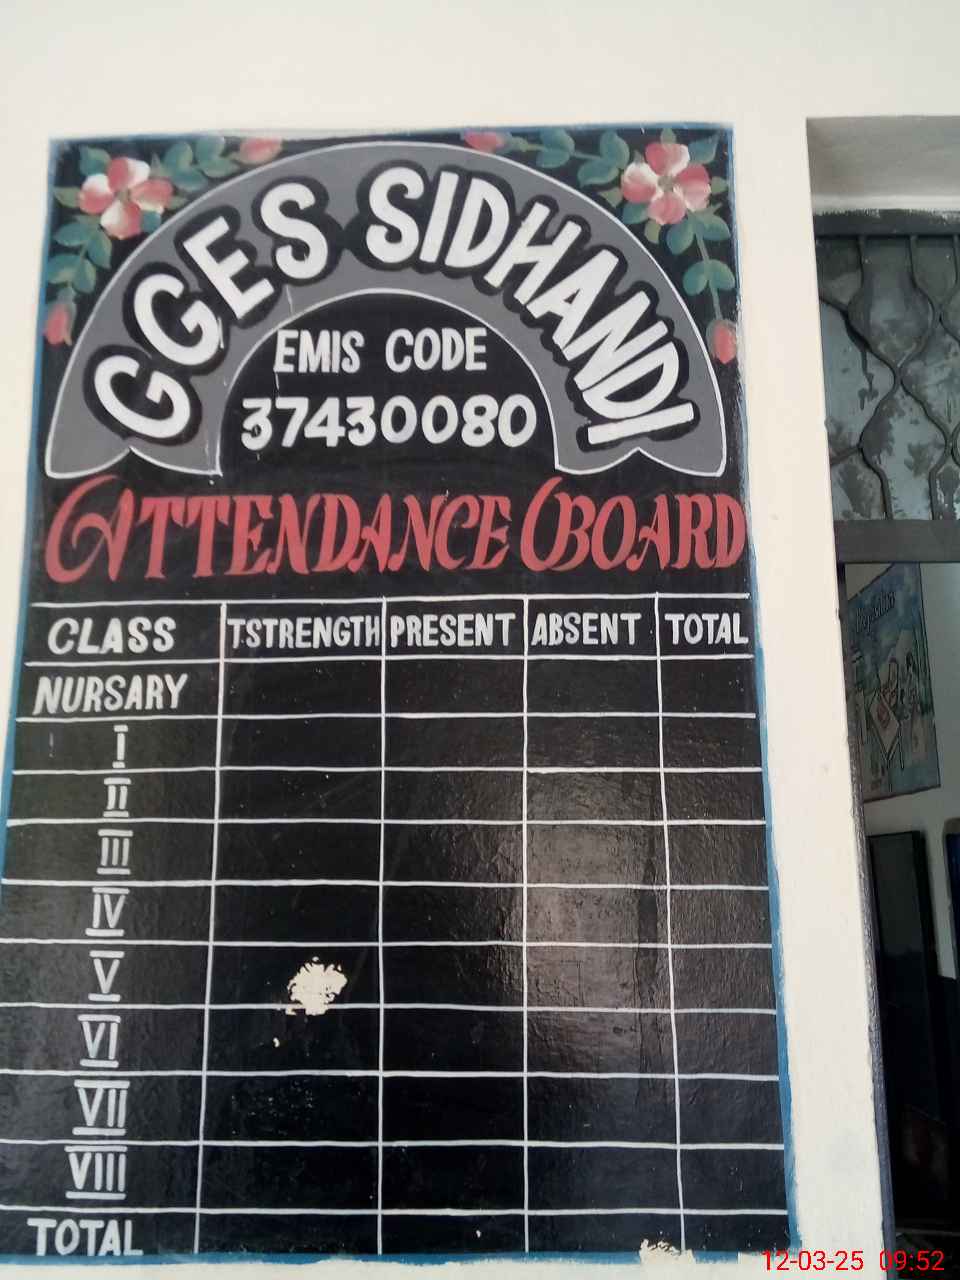 GGES SIDHANDI
EMIS CODE
37430080
ATTENDANCE BOARD
CLASS T.STRENGTH PRESENT ABSENT TOTAL
NURSARY
I
II
III
IV
V
VI
VII
VIII
TOTAL
12-03-25 09:52